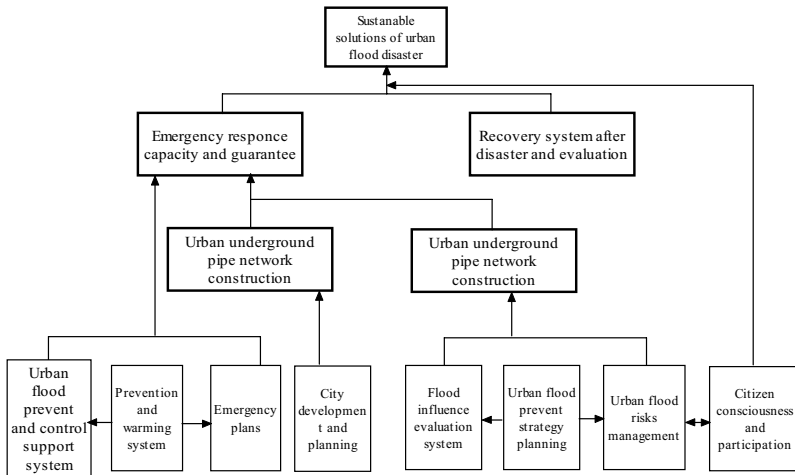 Sustanable
solutions of urban
flood disaster
Emergency responce
capacity and guarantee
Recovery system after
disaster and evaluation
Urban underground
pipe network
construction
Urban underground
pipe network
construction
Urban
flood
prevent
and control
support
system
Prevention
and
warming
system
Emergency
plans
City
developmen
t and
planning
Flood
influence
evaluation
system
Urban flood
prevent
strategy
planning
Urban flood
risks
management
Citizen
consciousness
and
participation